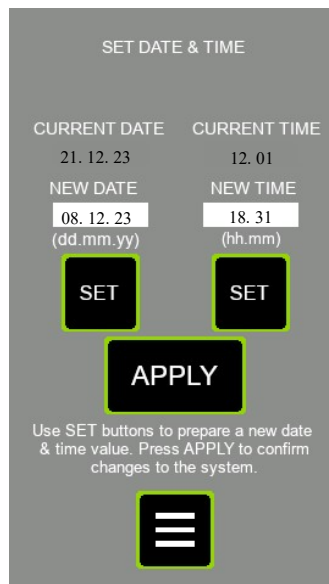 SET DATE & TIME
CURRENT DATE CURRENT TIME
21. 12. 23 12. 01
NEW DATE NEW TIME
08. 12. 23 18. 31
(dd.mm.yy) (hh.mm)
SET SET
APPLY
Use SET buttons to prepare a new date
& time value. Press APPLY to confirm
changes to the system.